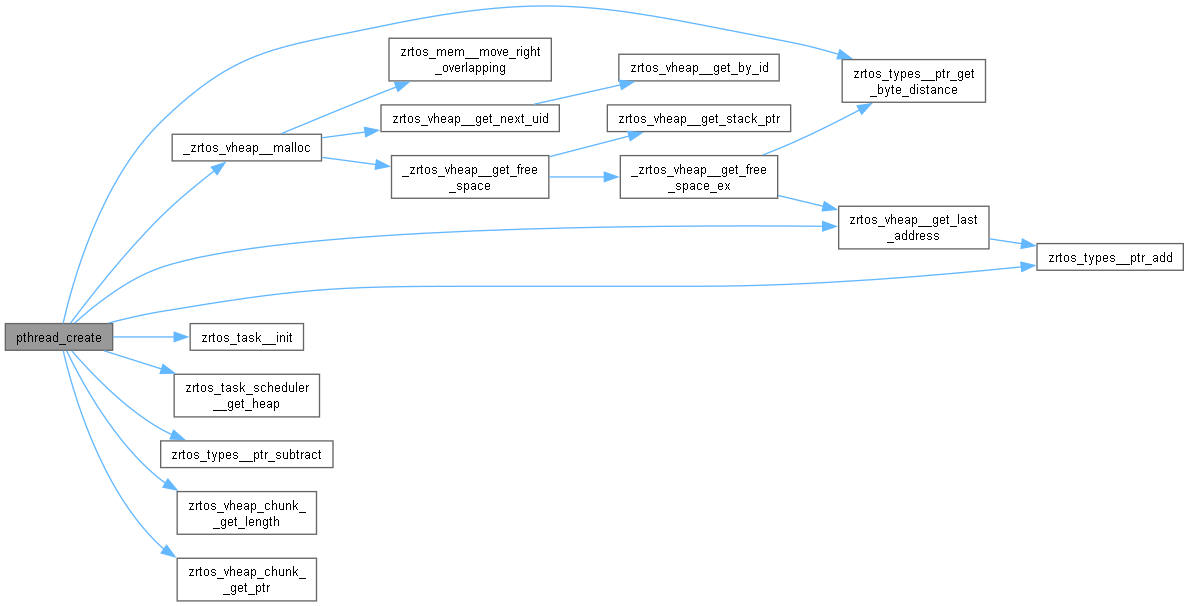 zrtos_mem__move_right
_overlapping
zrtos_vheap__get_by_id
zrtos_types__ptr_get
_byte_distance
zrtos_vheap__get_next_uid
zrtos_vheap__get_stack_ptr
_zrtos_vheap__malloc
_zrtos_vheap__get_free
_space
_zrtos_vheap__get_free
_space_ex
zrtos_vheap__get_last
_address
zrtos_types__ptr_add
pthread_create
zrtos_task__init
zrtos_task_scheduler
__get_heap
zrtos_types__ptr_subtract
zrtos_vheap_chunk_
_get_length
zrtos_vheap_chunk_
_get_ptr